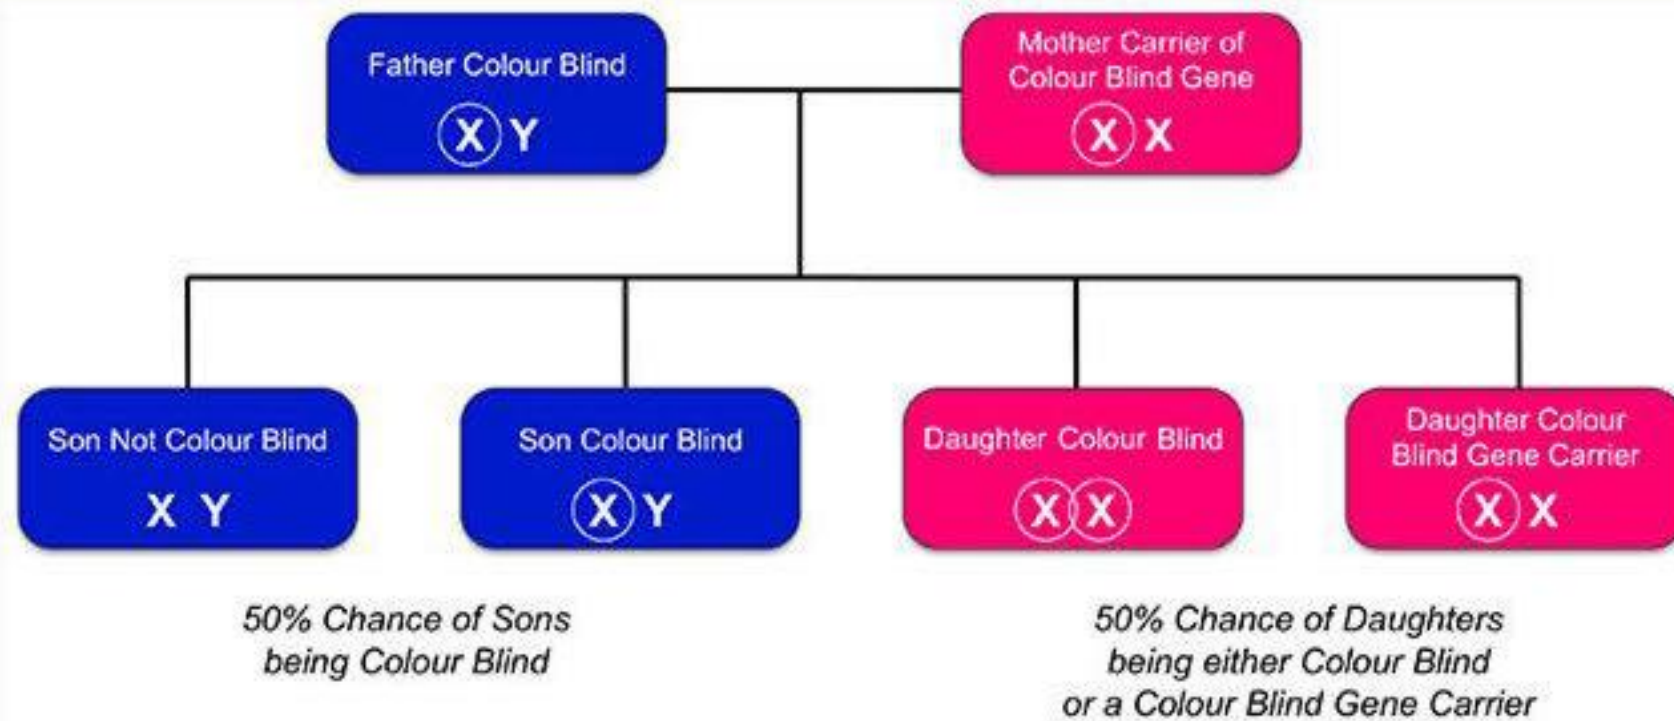 Father Colour Blind
X Y
Mother Carrier of
Colour Blind Gene
X X
Son Not Colour Blind
X Y
Son Colour Blind
X Y
Daughter Colour Blind
X X
Daughter Colour
Blind Gene Carrier
X X
50% Chance of Sons
being Colour Blind
50% Chance of Daughters
being either Colour Blind
or a Colour Blind Gene Carrier